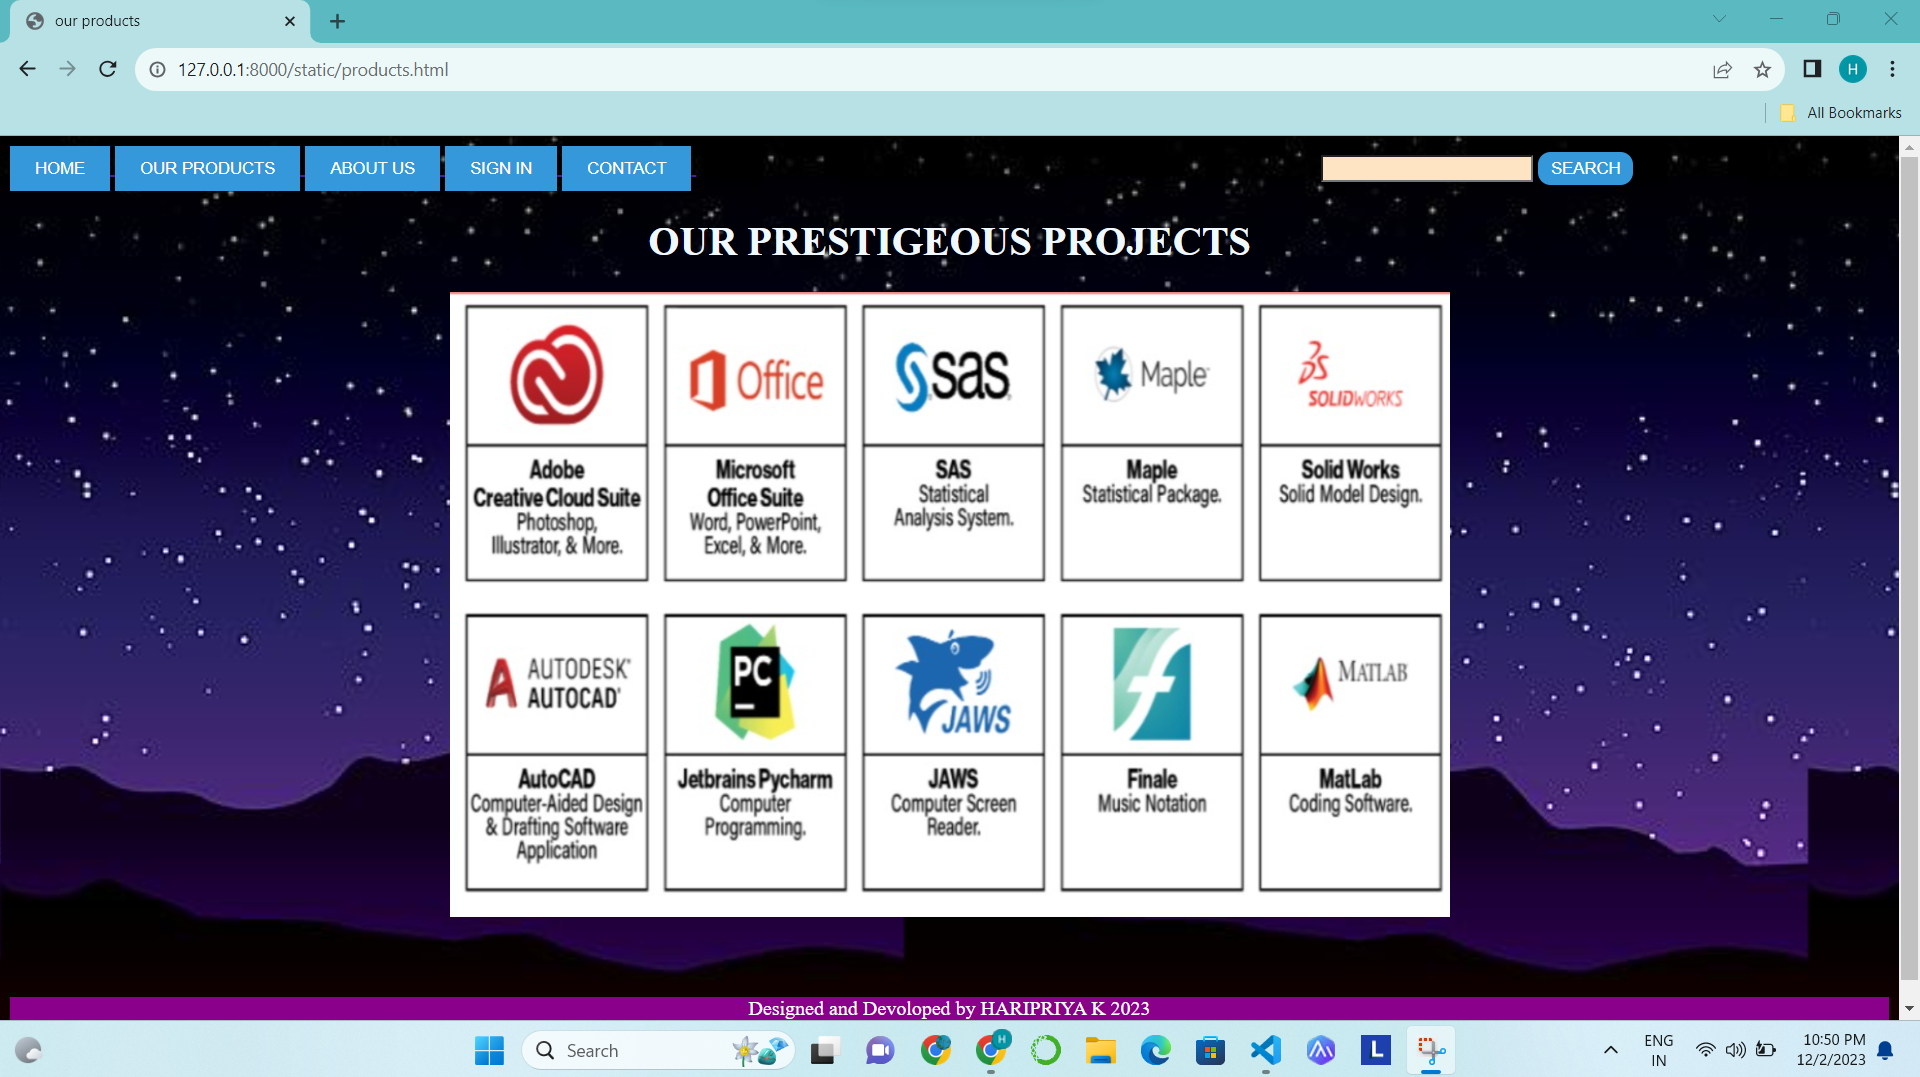 our products
127.0.0.1:8000/static/products.html
H
All Bookmarks
HOME OUR PRODUCTS ABOUT US SIGN IN CONTACT SEARCH
OUR PRESTIGEOUS PROJECTS
Office
sas
Maple
SOLIDWORKS
Adobe
Creative Cloud Suite
Photoshop,
Illustrator, & More.
Microsoft
Office Suite
Word, PowerPoint,
Excel, & More.
SAS
Statistical
Analysis System.
Maple
Statistical Package.
Solid Works
Solid Model Design.
AUTODESK
AUTOCAD
PC
JAWS
f
MATLAB
AutoCAD
Computer-Aided Design
& Drafting Software
Application
Jetbrains Pycharm
Computer
Programming.
JAWS
Computer Screen
Reader.
Finale
Music Notation
MatLab
Coding Software.
Designed and Devoloped by HARIPRIYA K 2023
Search
H
L
ENG
IN
10:50 PM
12/2/2023